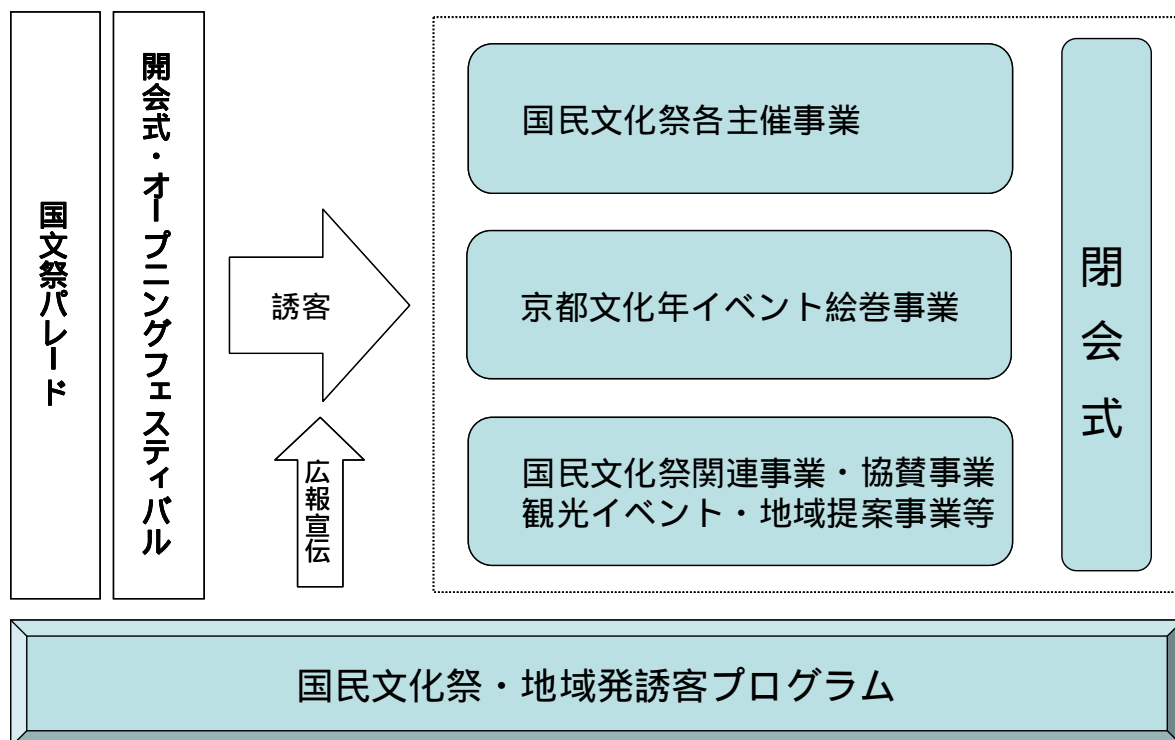 国文祭パレード
開会式・オープニングフェスティバル
誘客
広報宣伝
国民文化祭各主催事業
京都文化年イベント絵巻事業
国民文化祭関連事業・協賛事業
観光イベント・地域提案事業等
閉会式
国民文化祭・地域発誘客プログラム